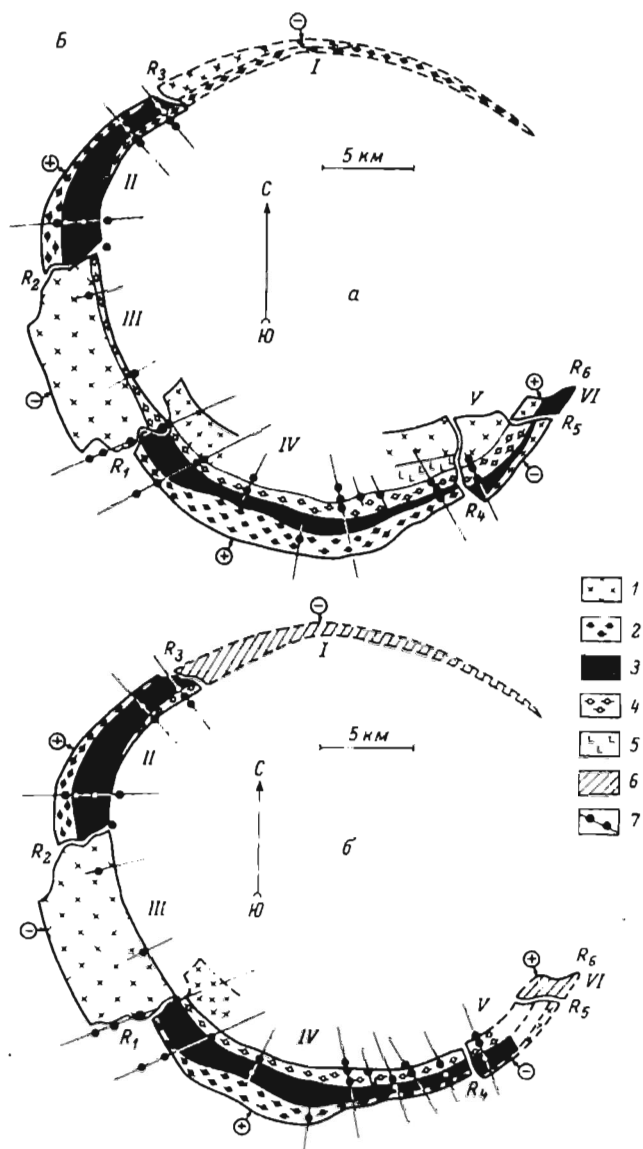 Б
⊖
I
R₃
5 км
⊕
II
С
R₂
а
III
Ю
⊖
R₁
IV
V
⊕
R₆
VI
R₅
⊖
R₄
⊕
1
2
3
4
5
6
7
⊖
I
R₃
5 км
⊕
II
С
R₂
б
III
Ю
⊖
R₁
IV
V
⊕
R₆
VI
R₅
⊖
R₄
⊕